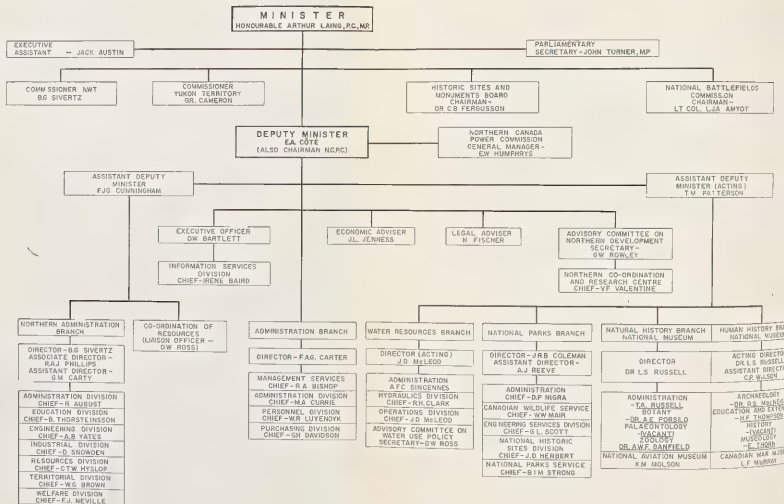 MINISTER
HONOURABLE ARTHUR LAING, P.C., M.P.
EXECUTIVE
ASSISTANT — JACK AUSTIN
PARLIAMENTARY
SECRETARY-JOHN TURNER, M.P
COMMISSIONER NWT
B.G. SIVERTZ
COMMISSIONER
YUKON TERRITORY
G.R. CAMERON
HISTORIC SITES AND
MONUMENTS BOARD
CHAIRMAN-
DR C B FERGUSSON
NATIONAL BATTLEFIELDS
COMMISSION
CHAIRMAN-
LT COL. L.J.A. AMYOT
DEPUTY MINISTER
E.A. CÔTÉ
(ALSO CHAIRMAN N.C.P.C.)
NORTHERN CANADA
POWER COMMISSION
GENERAL MANAGER-
E.W HUMPHRYS
ASSISTANT DEPUTY
MINISTER
F.J.G. CUNNINGHAM
ASSISTANT DEPUTY
MINISTER (ACTING)
T.M. PATTERSON
EXECUTIVE OFFICER
D.W. BARTLETT
INFORMATION SERVICES
DIVISION
CHIEF-IRENE BAIRD
ECONOMIC ADVISER
J.L. JENNESS
LEGAL ADVISER
H FISCHER
ADVISORY COMMITTEE ON
NORTHERN DEVELOPMENT
SECRETARY-
G.W. ROWLEY
NORTHERN CO-ORDINATION
AND RESEARCH CENTRE
CHIEF-V.F. VALENTINE
NORTHERN ADMINISTRATION
BRANCH
DIRECTOR-B.G SIVERTZ
ASSOCIATE DIRECTOR-
R.A.J PHILLIPS
ASSISTANT DIRECTOR-
G.M CARTY
ADMINISTRATION DIVISION
CHIEF-R. AUGUST
EDUCATION DIVISION
CHIEF-B. THORSTEINSSON
ENGINEERING DIVISION
CHIEF-A.B YATES
INDUSTRIAL DIVISION
CHIEF-D. SNOWDEN
RESOURCES DIVISION
CHIEF-C.T.W. HYSLOP
TERRITORIAL DIVISION
CHIEF-W.G BROWN
WELFARE DIVISION
CHIEF-F.J. NEVILLE
CO-ORDINATION OF
RESOURCES
(LIAISON OFFICER —
D.W ROSS)
ADMINISTRATION BRANCH
DIRECTOR-F.A.G. CARTER
MANAGEMENT SERVICES
CHIEF-R A BISHOP
ADMINISTRATION DIVISION
CHIEF-M.A CURRIE
PERSONNEL DIVISION
CHIEF-W.R LUYENDYK
PURCHASING DIVISION
CHIEF-G.H DAVIDSON
WATER RESOURCES BRANCH
DIRECTOR (ACTING)
J D McLEOD
ADMINISTRATION
A.F.C SINCENNES
HYDRAULICS DIVISION
CHIEF-R.H. CLARK
OPERATIONS DIVISION
CHIEF-J.D McLEOD
ADVISORY COMMITTEE ON
WATER USE POLICY
SECRETARY-D.W ROSS
NATIONAL PARKS BRANCH
DIRECTOR-J.R.B COLEMAN
ASSISTANT DIRECTOR-
A.J REEVE
ADMINISTRATION
CHIEF-D.P NIGRA
CANADIAN WILDLIFE SERVICE
CHIEF-W.W MAIR
ENGINEERING SERVICES DIVISION
CHIEF-G L. SCOTT
NATIONAL HISTORIC
SITES DIVISION
CHIEF-J.D HERBERT
NATIONAL PARKS SERVICE
CHIEF-B I M STRONG
NATURAL HISTORY BRANCH
NATIONAL MUSEUM
DIRECTOR
DR L S RUSSELL
ADMINISTRATION
-T.A. RUSSELL
BOTANY
-DR. A.E. PORSILD
PALAEONTOLOGY
-(VACANT)
ZOOLOGY
DR. A.W.F. BANFIELD
NATIONAL AVIATION MUSEUM
K.M MOLSON
HUMAN HISTORY
NATIONAL
ACTING
DR L S RUSSELL
ASSISTANT
C.P. WILSON
ARCHAEOLOGY
EDUCATION AND
-H.F. THOMPSON
HISTORY
-(VACANT)
MUSEOLOGY
-E. THORN
CANADIAN WAR
L F MURRAY